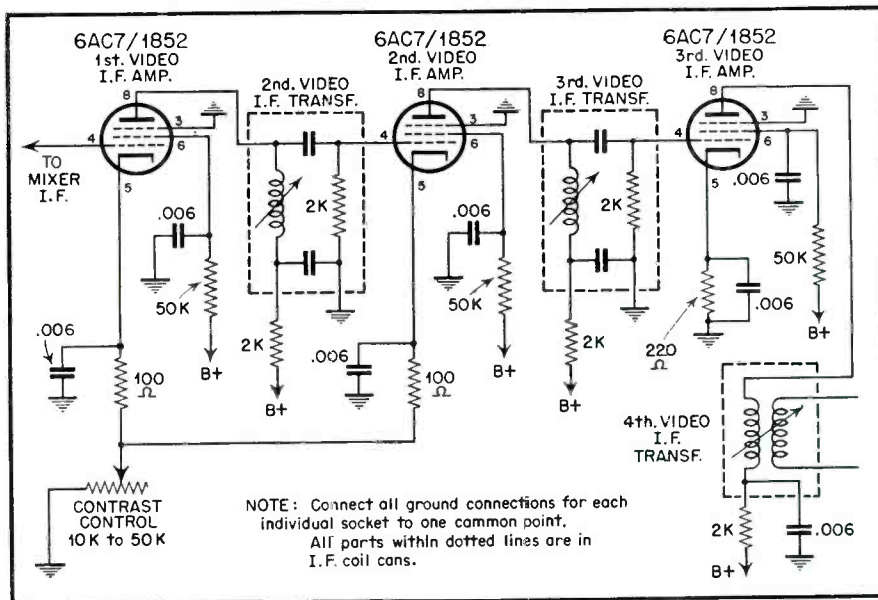 6AC7/1852
1st. VIDEO
I.F. AMP.
8
3
4
6
5
TO
MIXER
I.F.
2nd. VIDEO
I.F. TRANSF.
2K
6AC7/1852
2nd. VIDEO
I.F. AMP.
8
3
4
6
5
3rd. VIDEO
I.F. TRANSF.
2K
6AC7/1852
3rd. VIDEO
I.F. AMP.
8
3
4
6
5
.006
.006
50K
B+
.006
100
Ω
2K
B+
.006
50K
B+
.006
100
Ω
2K
B+
50K
B+
.006
220
Ω
4th. VIDEO
I.F.
TRANSF.
2K
.006
B+
CONTRAST
CONTROL
10K to 50K
NOTE: Connect all ground connections for each
individual socket to one common point.
All parts within dotted lines are in
I.F. coil cans.